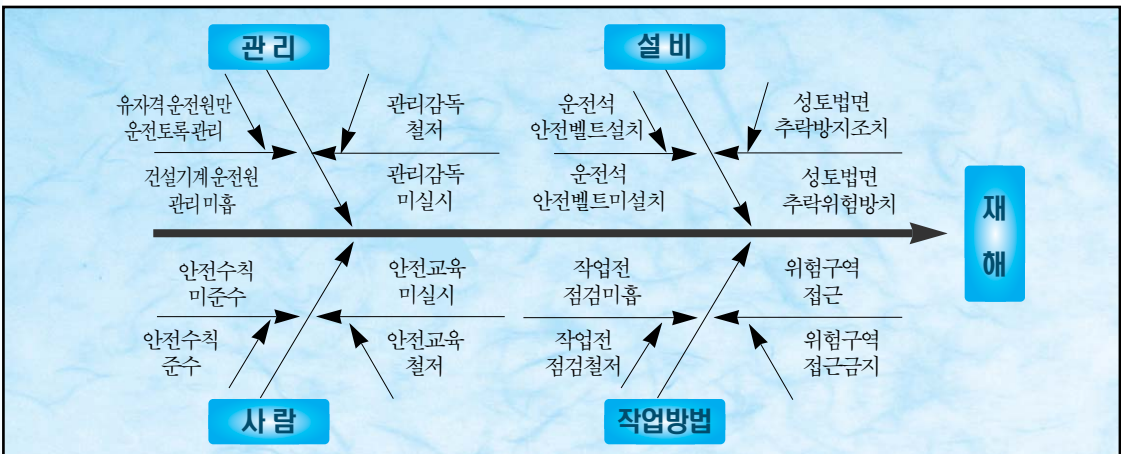 관리
설비
유자격 운전원만
운전토록 관리
관리감독
철저
운전석
안전벨트설치
성토법면
추락방지조치
건설기계 운전원
관리 미흡
관리감독
미실시
운전석
안전벨트미설치
성토법면
추락위험방치
재
해
안전수칙
미준수
안전교육
미실시
작업전
점검미흡
위험구역
접근
안전수칙
준수
안전교육
철저
작업전
점검철저
위험구역
접근금지
사람
작업방법